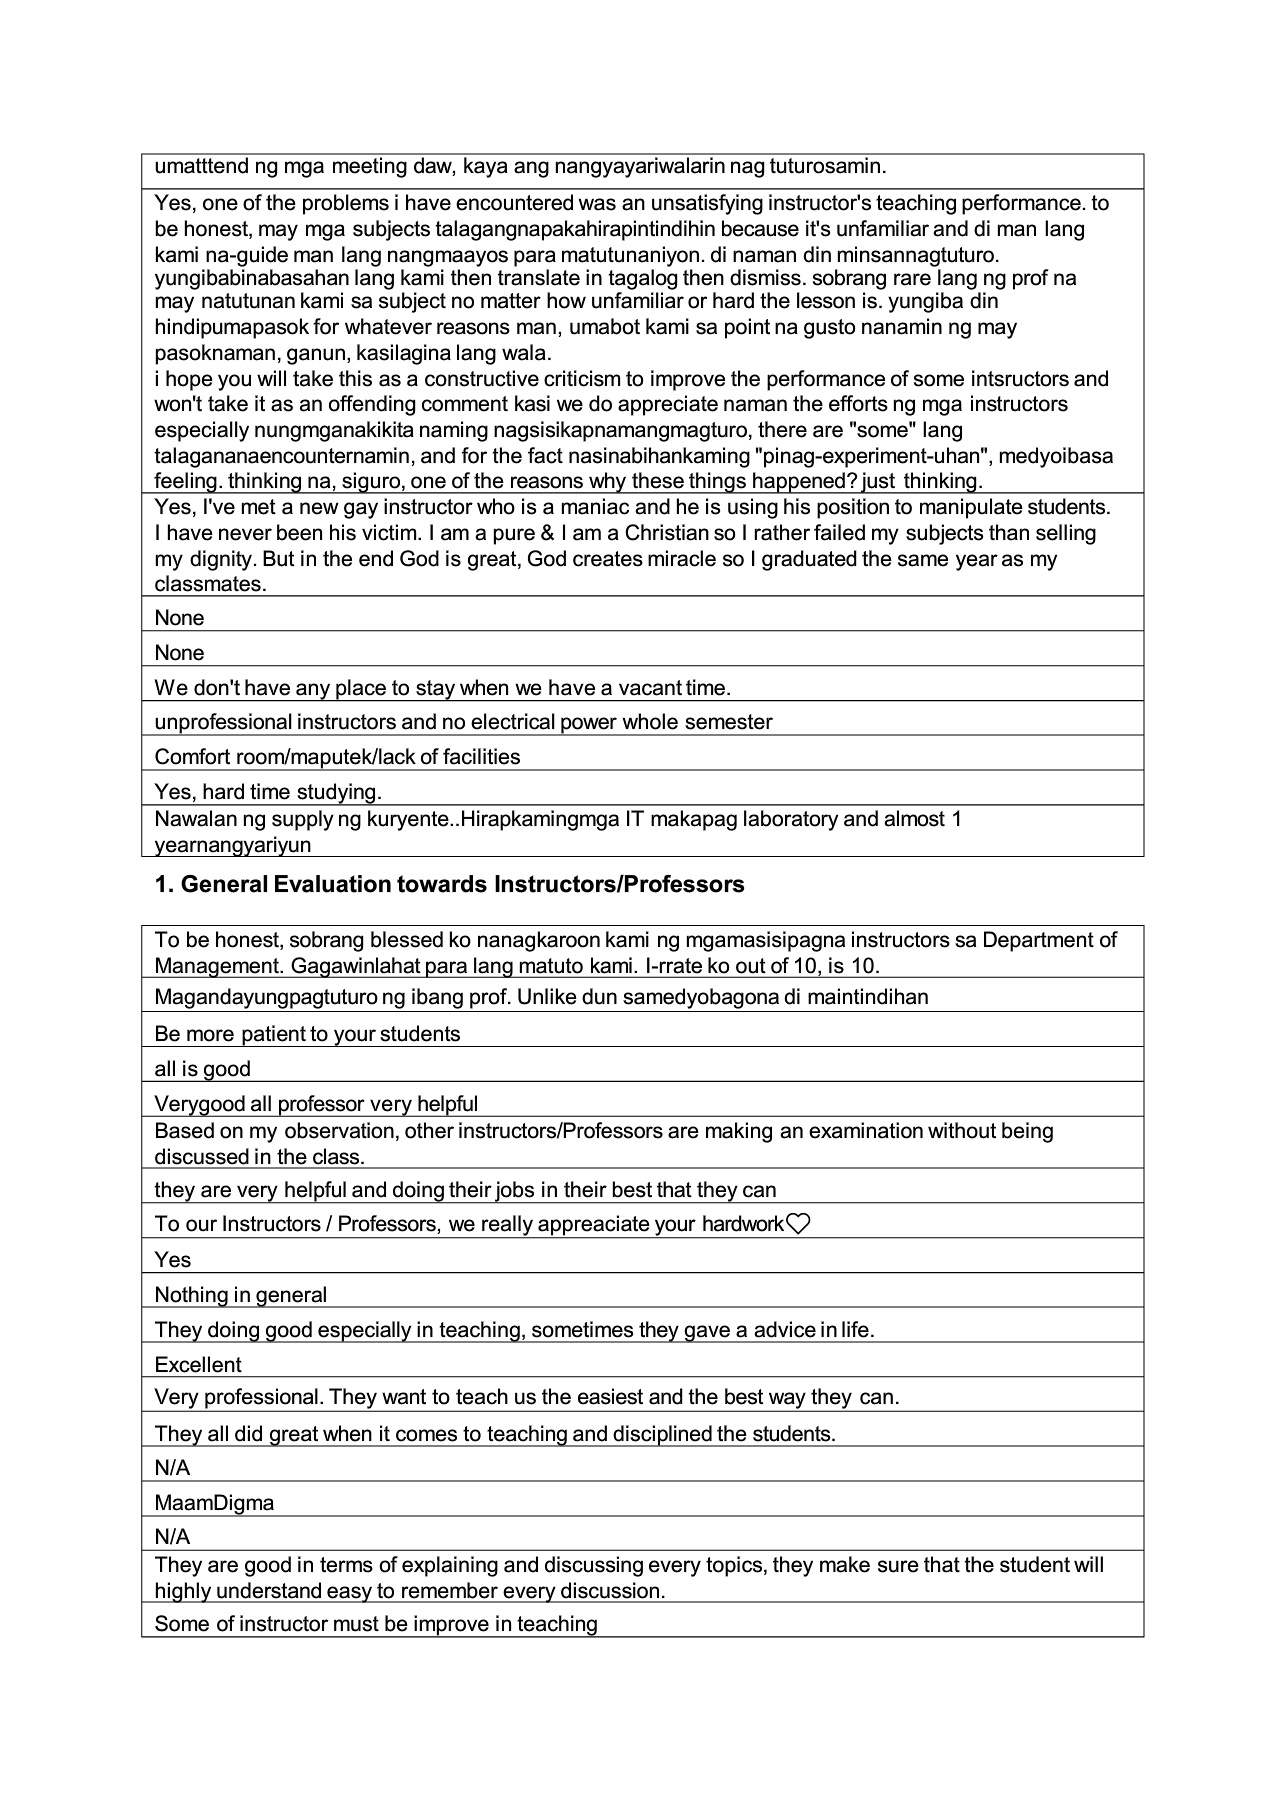 umatttend ng mga meeting daw, kaya ang nangyayariwalarin nag tuturosamin.
Yes, one of the problems i have encountered was an unsatisfying instructor's teaching performance. to
be honest, may mga subjects talagangnapakahirapintindihin because it's unfamiliar and di man lang
kami na-guide man lang nangmaayos para matutunaniyon. di naman din minsannagtuturo.
yungibabinabasahan lang kami then translate in tagalog then dismiss. sobrang rare lang ng prof na
may natutunan kami sa subject no matter how unfamiliar or hard the lesson is. yungiba din
hindipumapasok for whatever reasons man, umabot kami sa point na gusto nanamin ng may
pasoknaman, ganun, kasilagina lang wala.
i hope you will take this as a constructive criticism to improve the performance of some intsructors and
won't take it as an offending comment kasi we do appreciate naman the efforts ng mga instructors
especially nungmganakikita naming nagsisikapnamangmagturo, there are "some" lang
talagananaencounternamin, and for the fact nasinabihankaming "pinag-experiment-uhan", medyoibasa
feeling. thinking na, siguro, one of the reasons why these things happened? just thinking.
Yes, I've met a new gay instructor who is a maniac and he is using his position to manipulate students.
I have never been his victim. I am a pure & I am a Christian so I rather failed my subjects than selling
my dignity. But in the end God is great, God creates miracle so I graduated the same year as my
classmates.
None
None
We don't have any place to stay when we have a vacant time.
unprofessional instructors and no electrical power whole semester
Comfort room/maputek/lack of facilities
Yes, hard time studying.
Nawalan ng supply ng kuryente..Hirapkamingmga IT makapag laboratory and almost 1
yearnangyariyun
1. General Evaluation towards Instructors/Professors
To be honest, sobrang blessed ko nanagkaroon kami ng mgamasisipagna instructors sa Department of
Management. Gagawinlahat para lang matuto kami. I-rrate ko out of 10, is 10.
Magandayungpagtuturo ng ibang prof. Unlike dun samedyobagona di maintindihan
Be more patient to your students
all is good
Verygood all professor very helpful
Based on my observation, other instructors/Professors are making an examination without being
discussed in the class.
they are very helpful and doing their jobs in their best that they can
To our Instructors / Professors, we really appreaciate your hardwork♡
Yes
Nothing in general
They doing good especially in teaching, sometimes they gave a advice in life.
Excellent
Very professional. They want to teach us the easiest and the best way they can.
They all did great when it comes to teaching and disciplined the students.
N/A
MaamDigma
N/A
They are good in terms of explaining and discussing every topics, they make sure that the student will
highly understand easy to remember every discussion.
Some of instructor must be improve in teaching